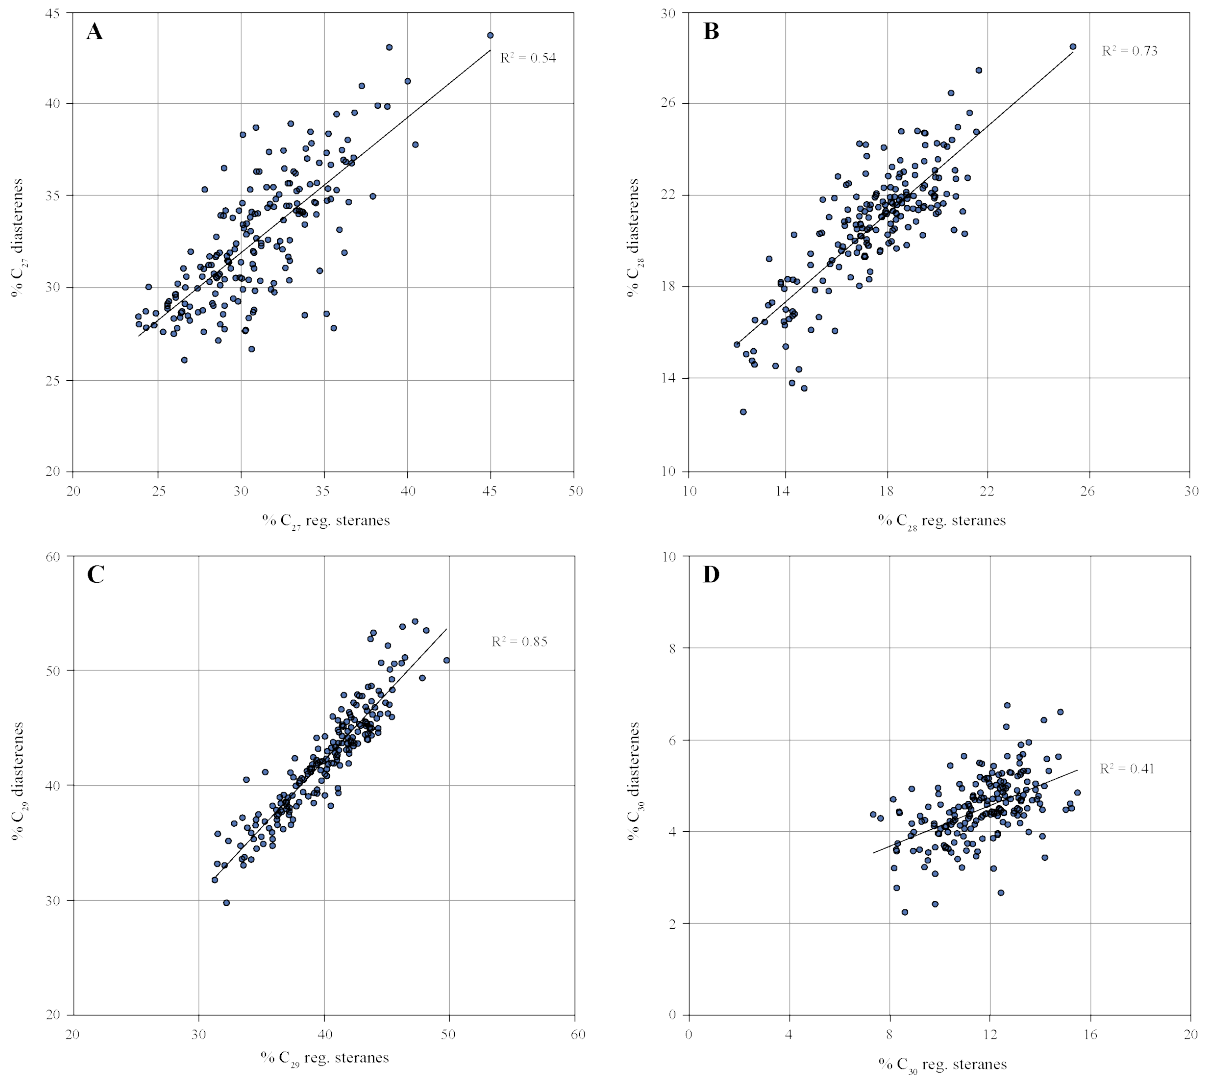 A
R² = 0.54
45
40
35
30
25
20
20 25 30 35 40 45 50
% C₂₇ diasterenes
% C₂₇ reg. steranes
B
R² = 0.73
30
26
22
18
14
10
10 14 18 22 26 30
% C₂₈ diasterenes
% C₂₈ reg. steranes
C
R² = 0.85
60
50
40
30
20
20 30 40 50 60
% C₂₉ diasterenes
% C₂₉ reg. steranes
D
R² = 0.41
10
8
6
4
2
0
0 4 8 12 16 20
% C₃₀ diasterenes
% C₃₀ reg. steranes